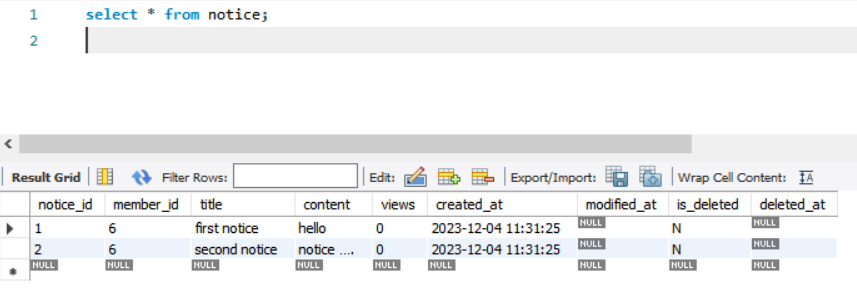 1 select * from notice;
2
Result Grid Filter Rows: Edit: Export/Import: Wrap Cell Content: IA
notice_id member_id title content views created_at modified_at is_deleted deleted_at
1 6 first notice hello 0 2023-12-04 11:31:25 NULL N NULL
2 6 second notice notice .... 0 2023-12-04 11:31:25 NULL N NULL
NULL NULL NULL NULL NULL NULL NULL NULL NULL